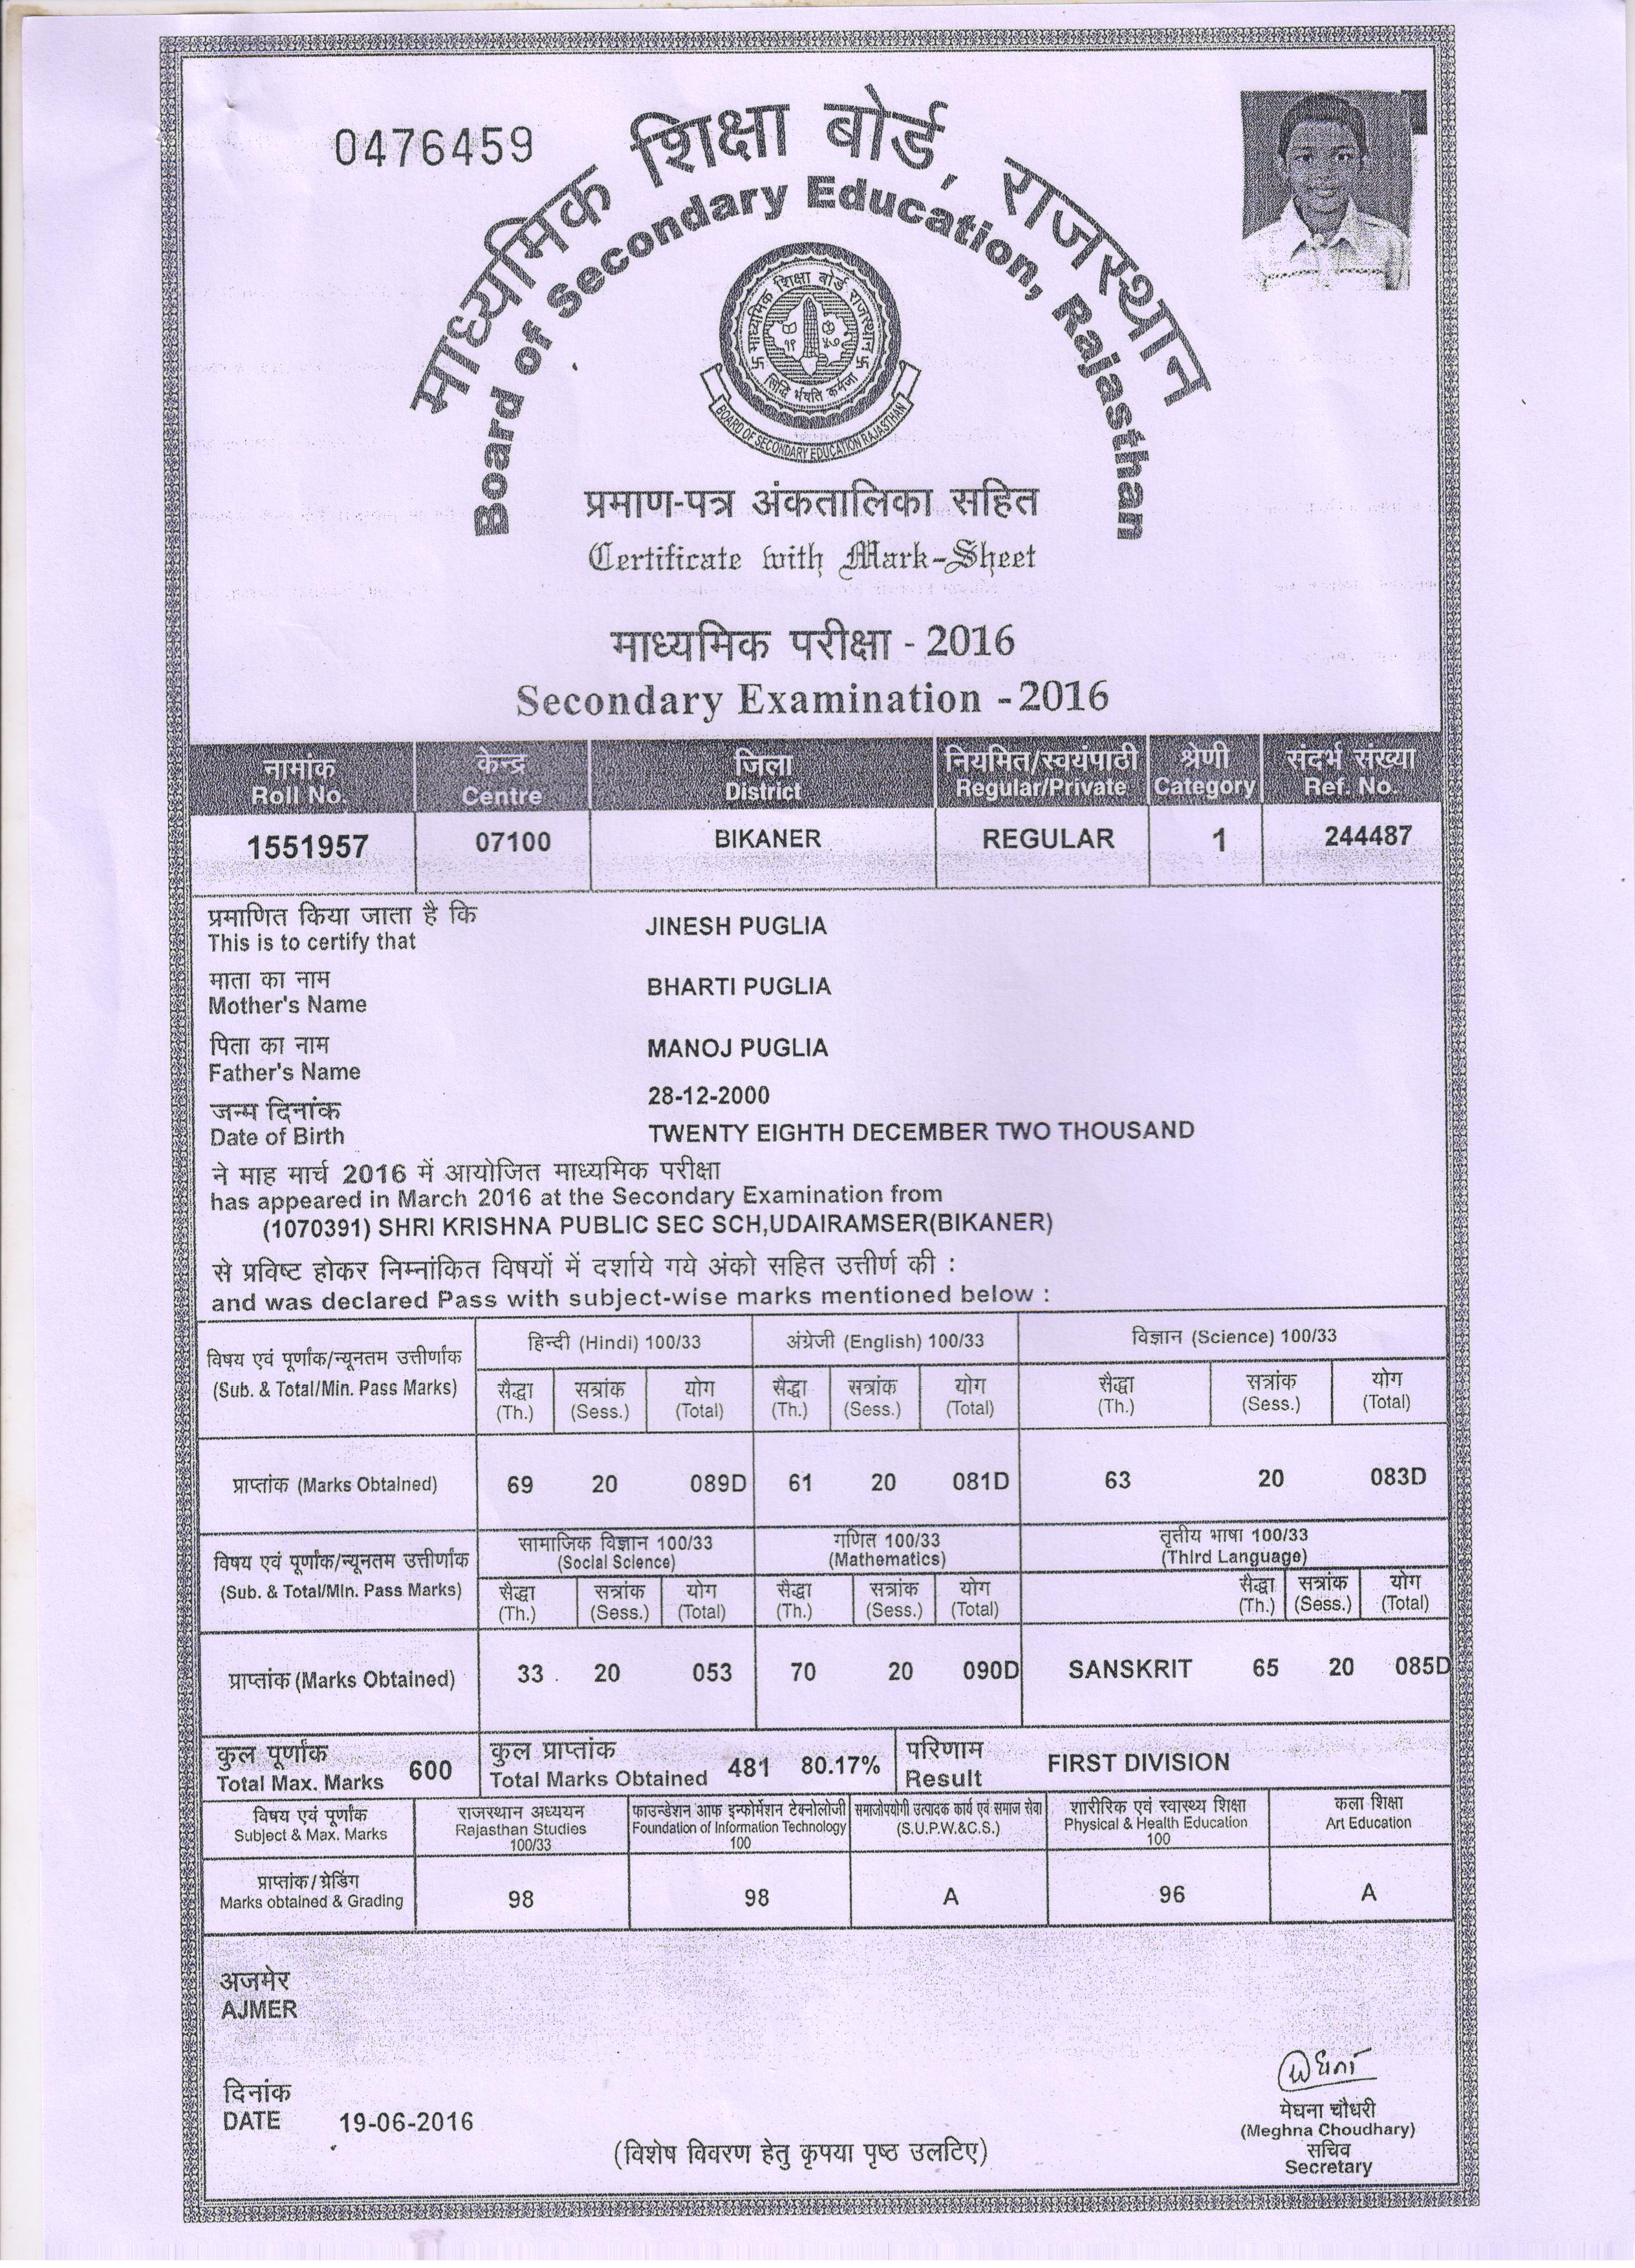 0476459
माध्यमिक शिक्षा बोर्ड, राजस्थान
Board of Secondary Education, Rajasthan
माध्यमिक शिक्षा बोर्ड राजस्थान
BOARD OF SECONDARY EDUCATION RAJASTHAN
प्रमाण-पत्र अंकतालिका सहित
Certificate with Mark-Sheet
माध्यमिक परीक्षा - 2016
Secondary Examination - 2016
नामांक केन्द्र जिला नियमित/स्वयंपाठी श्रेणी संदर्भ संख्या
Roll No. Centre District Regular/Private Category Ref. No.
1551957 07100 BIKANER REGULAR 1 244487
प्रमाणित किया जाता है कि
This is to certify that JINESH PUGLIA
माता का नाम
Mother's Name BHARTI PUGLIA
पिता का नाम
Father's Name MANOJ PUGLIA
जन्म दिनांक 28-12-2000
Date of Birth TWENTY EIGHTH DECEMBER TWO THOUSAND
ने माह मार्च 2016 में आयोजित माध्यमिक परीक्षा
has appeared in March 2016 at the Secondary Examination from
(1070391) SHRI KRISHNA PUBLIC SEC SCH,UDAIRAMSER(BIKANER)
से प्रविष्ट होकर निम्नांकित विषयों में दर्शाये गये अंको सहित उत्तीर्ण की :
and was declared Pass with subject-wise marks mentioned below :
विषय एवं पूर्णांक/न्यूनतम उत्तीर्णांक हिन्दी (Hindi) 100/33 अंग्रेजी (English) 100/33 विज्ञान (Science) 100/33
(Sub. & Total/Min. Pass Marks) सैद्धा सत्रांक योग सैद्धा सत्रांक योग सैद्धा सत्रांक योग
(Th.) (Sess.) (Total) (Th.) (Sess.) (Total) (Th.) (Sess.) (Total)
प्राप्तांक (Marks Obtained) 69 20 089D 61 20 081D 63 20 083D
विषय एवं पूर्णांक/न्यूनतम उत्तीर्णांक सामाजिक विज्ञान 100/33 गणित 100/33 तृतीय भाषा 100/33
(Social Science) (Mathematics) (Third Language)
(Sub. & Total/Min. Pass Marks) सैद्धा सत्रांक योग सैद्धा सत्रांक योग सैद्धा सत्रांक योग
(Th.) (Sess.) (Total) (Th.) (Sess.) (Total) (Th.) (Sess.) (Total)
प्राप्तांक (Marks Obtained) 33 20 053 70 20 090D SANSKRIT 65 20 085D
कुल पूर्णांक 600 कुल प्राप्तांक 481 80.17% परिणाम FIRST DIVISION
Total Max. Marks Total Marks Obtained Result
विषय एवं पूर्णांक राजस्थान अध्ययन फाउन्डेशन आफ इन्फोर्मेशन टेक्नोलोजी समाजोपयोगी उत्पादक कार्य एवं समाज सेवा शारीरिक एवं स्वास्थ्य शिक्षा कला शिक्षा
Subject & Max. Marks Rajasthan Studies Foundation of Information Technology (S.U.P.W.&C.S.) Physical & Health Education Art Education
100/33 100 100
प्राप्तांक / ग्रेडिंग
Marks obtained & Grading 98 98 A 96 A
अजमेर
AJMER
दिनांक
DATE 19-06-2016
मेघना चौधरी
(Meghna Choudhary)
सचिव
Secretary
(विशेष विवरण हेतु कृपया पृष्ठ उलटिए)